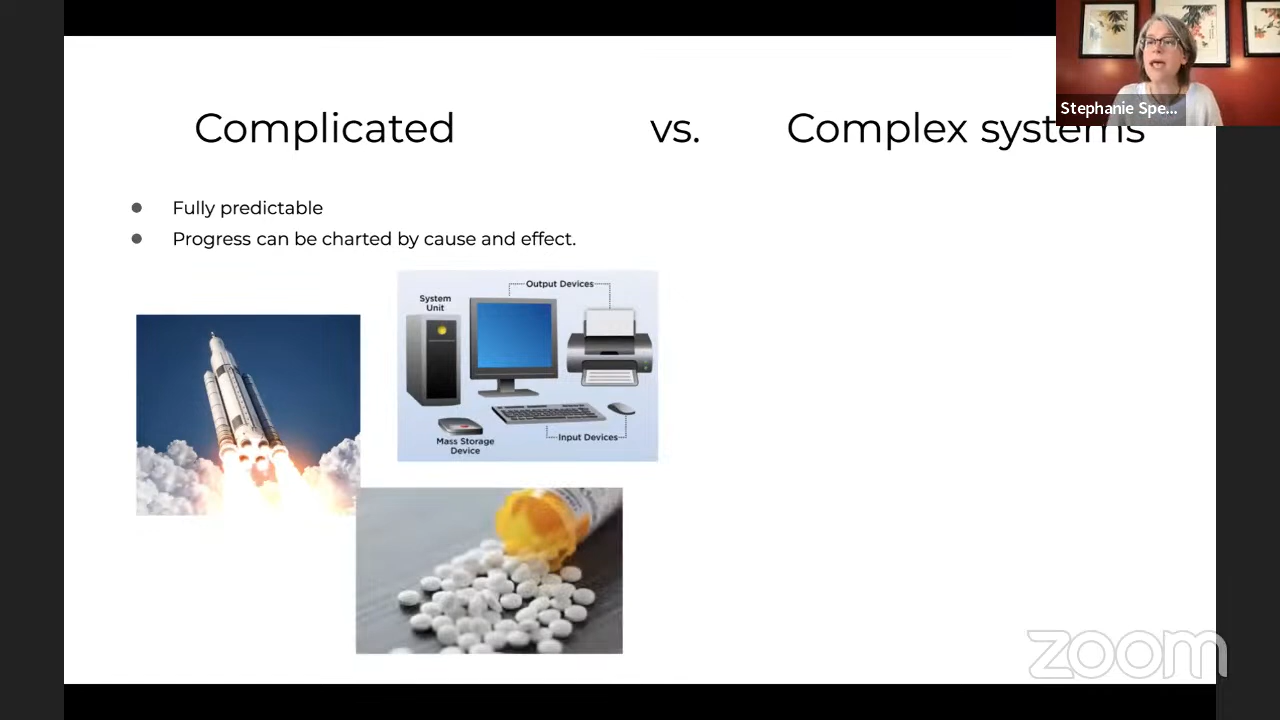 Complicated vs. Complex systems
Stephanie Spe...
● Fully predictable
● Progress can be charted by cause and effect.
Output Devices
System
Unit
Input Devices
Mass Storage
Device
zoom